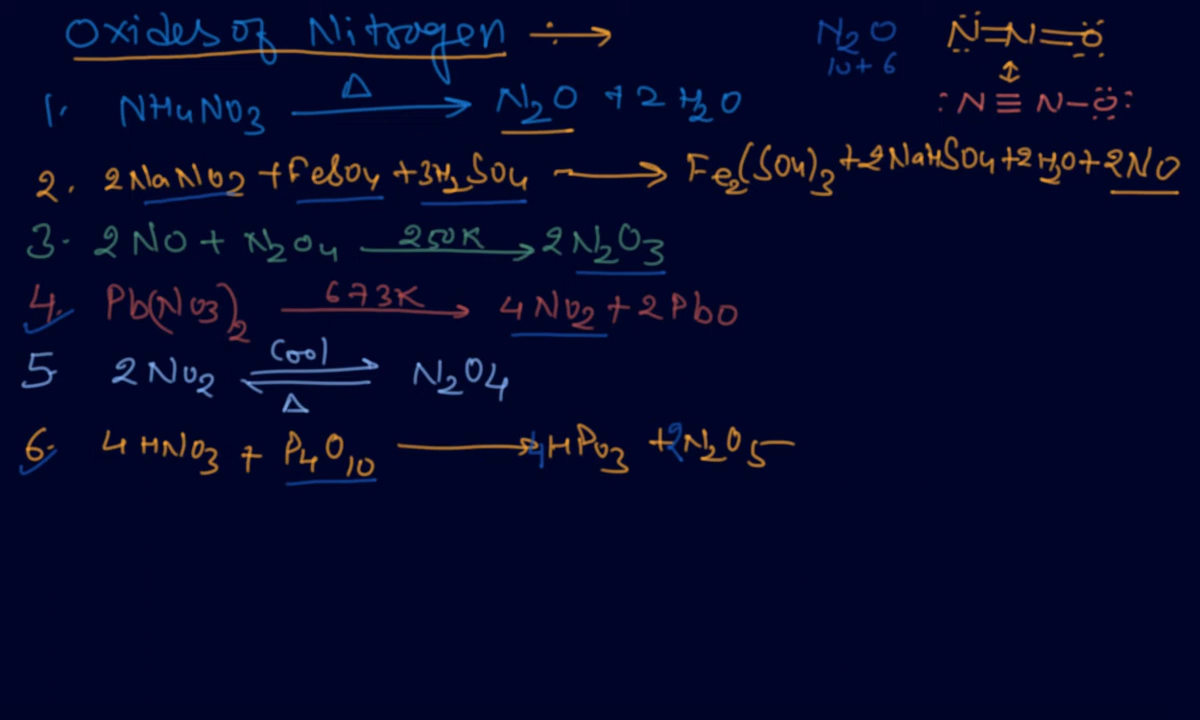 Oxides of Nitrogen ÷→
N2O
10+6
N=N=O
↕
:N≡N-O:
1. NH4NO3 —Δ→ N2O + 2H2O
2. 2NaNO2 + FeSO4 + 3H2SO4 → Fe2(SO4)3 + 2NaHSO4 + 2H2O + 2NO
3. 2NO + N2O4 —250K→ 2N2O3
4. Pb(NO3)2 —673K→ 4NO2 + 2PbO
5 2NO2 ⇌ Cool Δ N2O4
6. 4HNO3 + P4O10 → 4HPO3 + 2N2O5